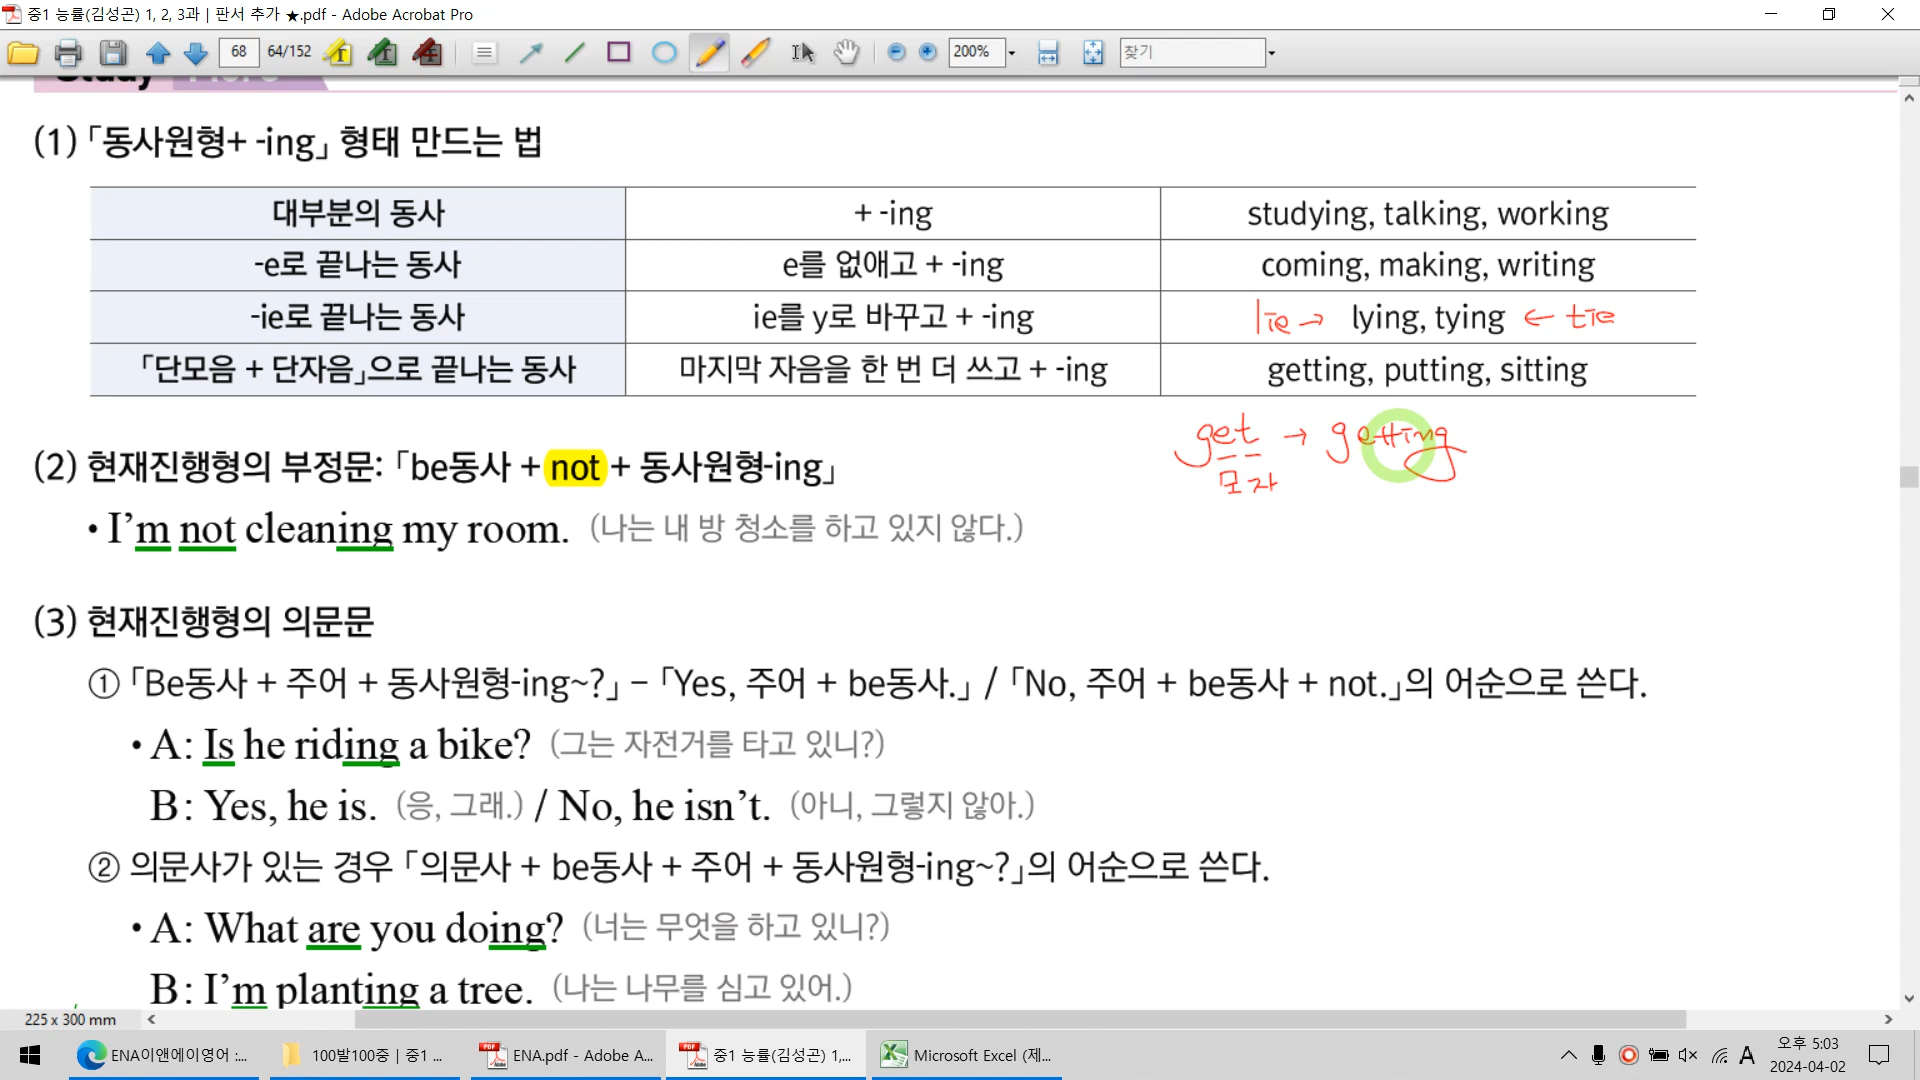 중1 능률(김성곤) 1, 2, 3과 | 판서 추가 ★.pdf - Adobe Acrobat Pro
68 64/152 200% 찾기
Study More
(1) 「동사원형+ -ing」 형태 만드는 법
대부분의 동사 + -ing studying, talking, working
-e로 끝나는 동사 e를 없애고 + -ing coming, making, writing
-ie로 끝나는 동사 ie를 y로 바꾸고 + -ing lie → lying, tying ← tie
「단모음 + 단자음」으로 끝나는 동사 마지막 자음을 한 번 더 쓰고 + -ing getting, putting, sitting
get → getting
모자
(2) 현재진행형의 부정문: 「be동사 + not + 동사원형-ing」
• I’m not cleaning my room. (나는 내 방 청소를 하고 있지 않다.)
(3) 현재진행형의 의문문
① 「Be동사 + 주어 + 동사원형-ing~?」 – 「Yes, 주어 + be동사.」 / 「No, 주어 + be동사 + not.」의 어순으로 쓴다.
• A: Is he riding a bike? (그는 자전거를 타고 있니?)
B: Yes, he is. (응, 그래.) / No, he isn’t. (아니, 그렇지 않아.)
② 의문사가 있는 경우 「의문사 + be동사 + 주어 + 동사원형-ing~?」의 어순으로 쓴다.
• A: What are you doing? (너는 무엇을 하고 있니?)
B: I’m planting a tree. (나는 나무를 심고 있어.)
225 x 300 mm
ENA이앤에이영어 :... 100발100중 | 중1 ... ENA.pdf - Adobe A... 중1 능률(김성곤) 1,... Microsoft Excel (제... A 오후 5:03
2024-04-02